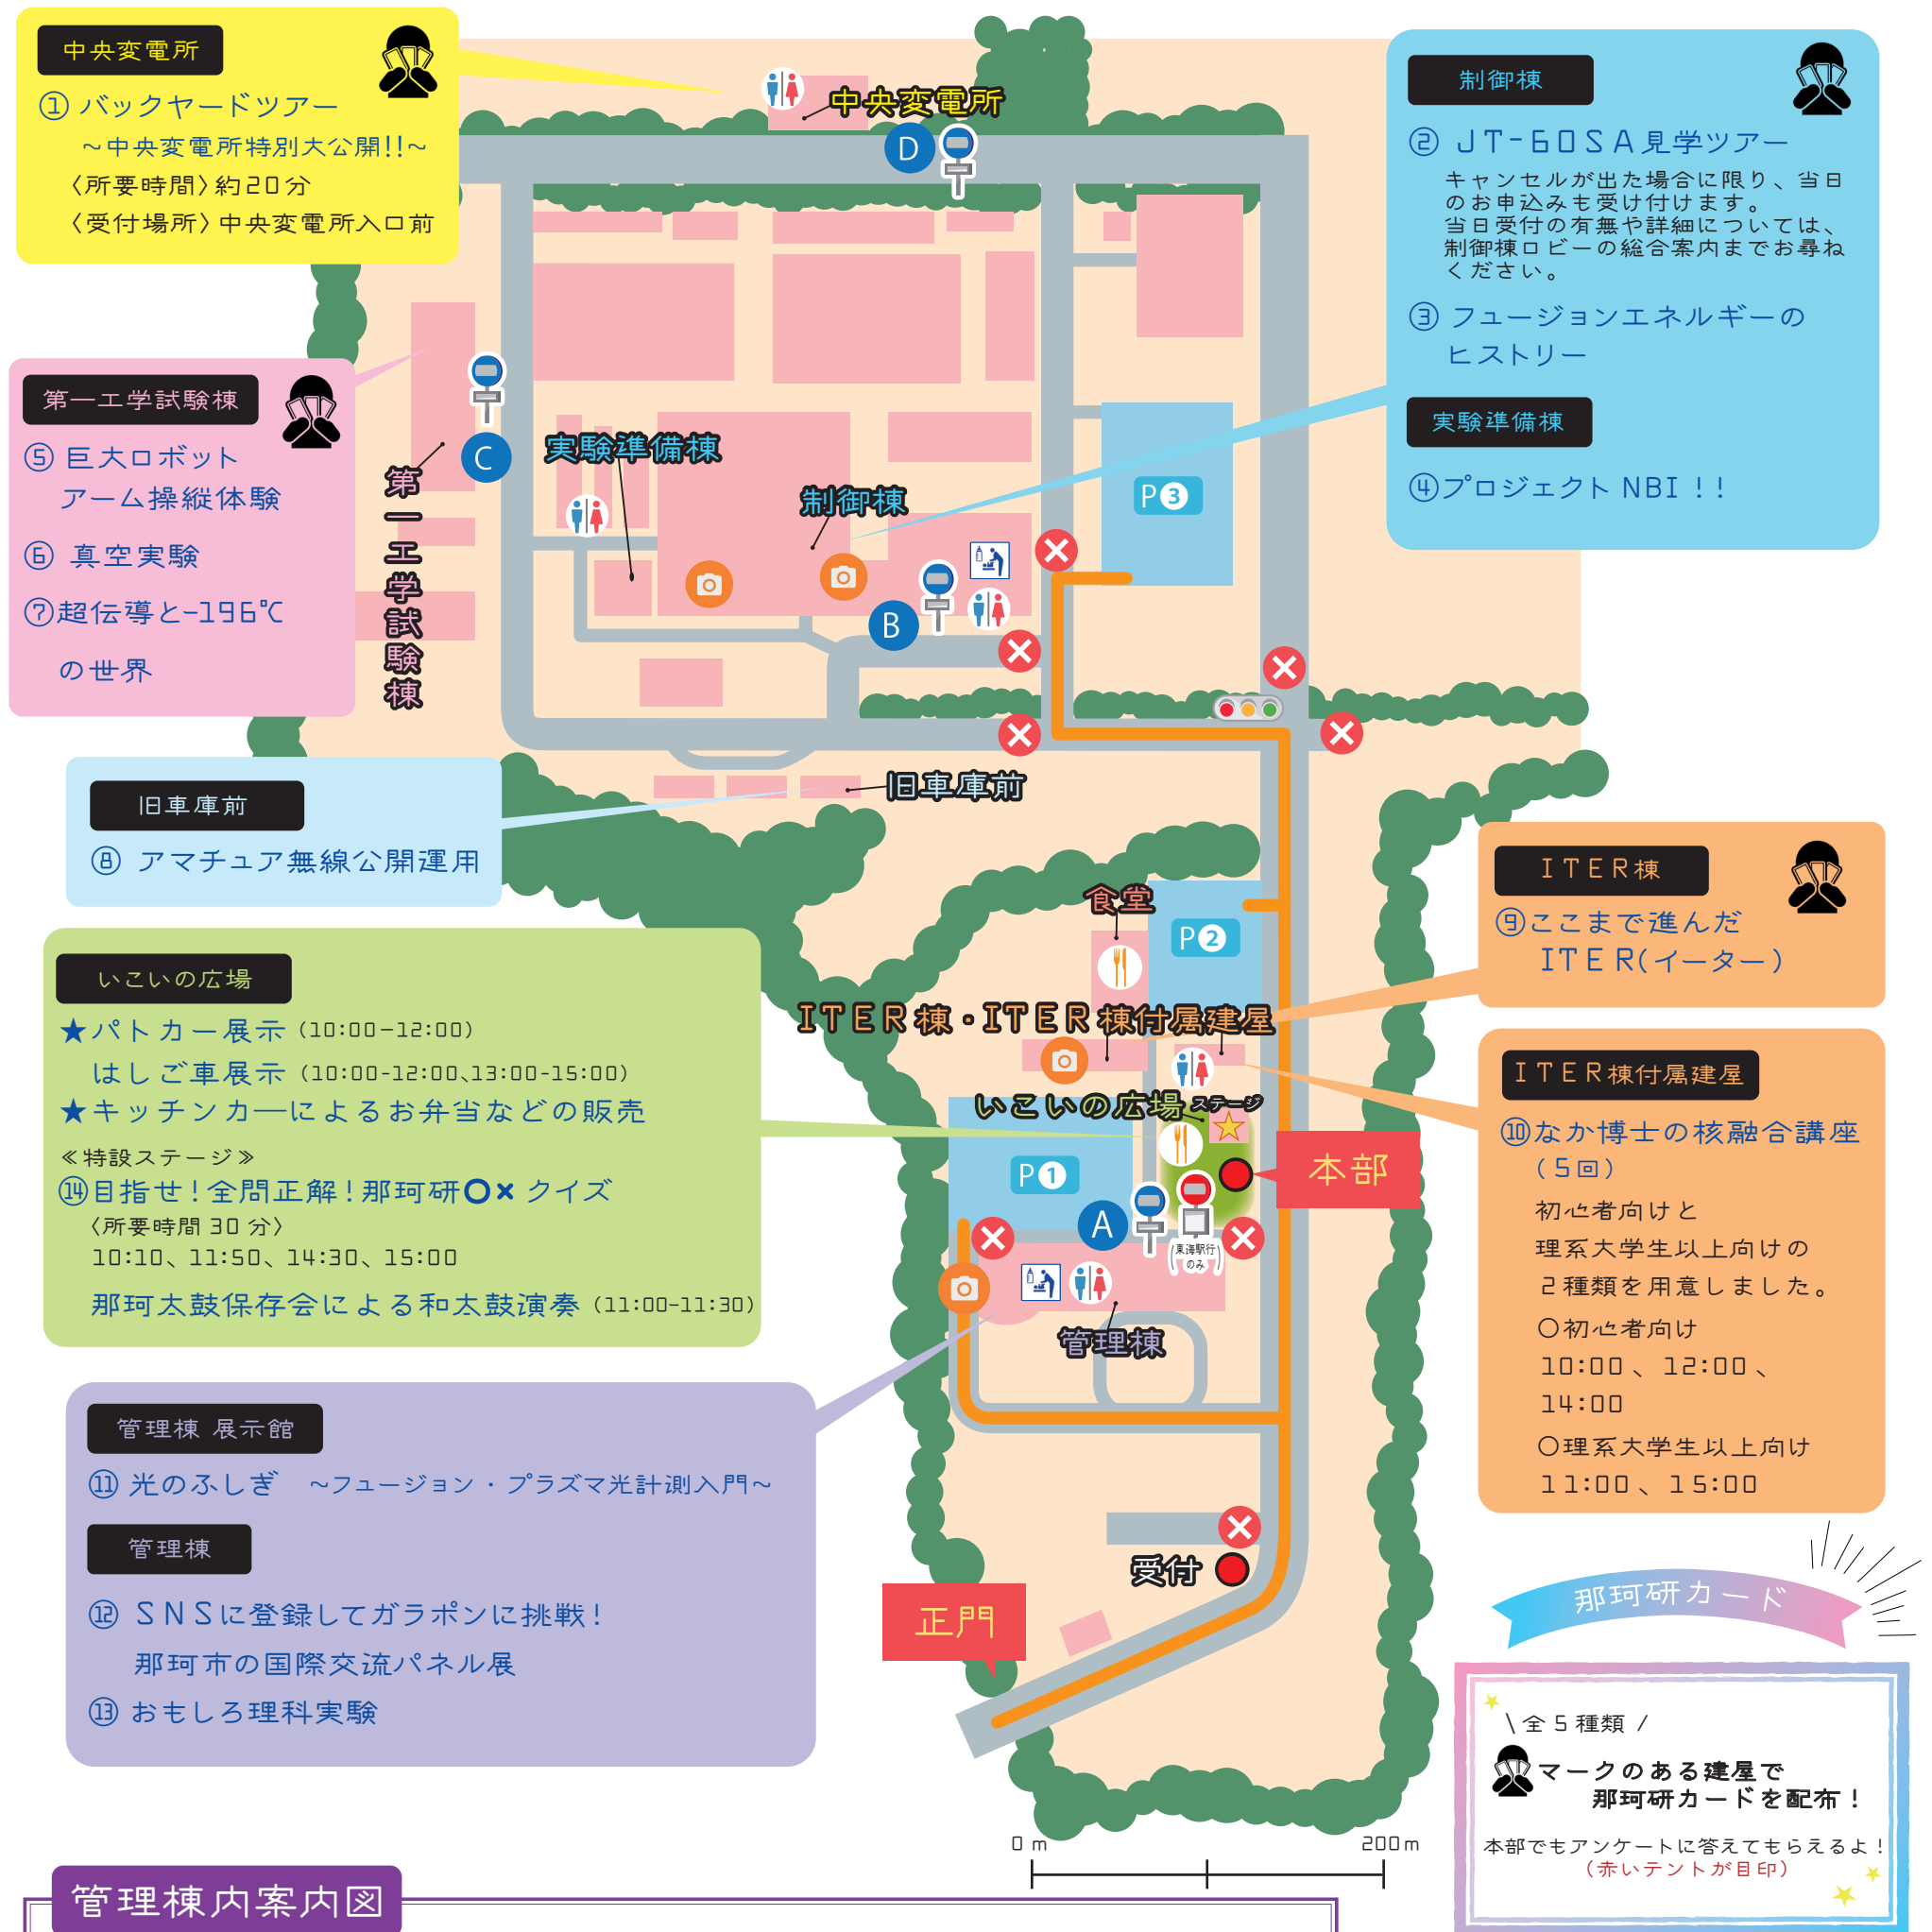 中央変電所
① バックヤードツアー
～中央変電所特別大公開!!～
〈所要時間〉約20分
〈受付場所〉中央変電所入口前
制御棟
② JT-60SA見学ツアー
キャンセルが出た場合に限り、当日
のお申込みも受け付けます。
当日受付の有無や詳細については、
制御棟ロビーの総合案内までお尋ね
ください。
③ フュージョンエネルギーの
ヒストリー
実験準備棟
④プロジェクト NBI !!
第一工学試験棟
⑤ 巨大ロボット
アーム操縦体験
⑥ 真空実験
⑦超伝導と-196℃
の世界
旧車庫前
⑧ アマチュア無線公開運用
いこいの広場
★パトカー展示 (10:00-12:00)
はしご車展示 (10:00-12:00、13:00-15:00)
★キッチンカーによるお弁当などの販売
≪特設ステージ≫
⑭目指せ!全問正解!那珂研○×クイズ
〈所要時間 30 分〉
10:10、11:50、14:30、15:00
那珂太鼓保存会による和太鼓演奏 (11:00-11:30)
管理棟 展示館
⑪ 光のふしぎ ～フュージョン・プラズマ光計測入門～
管理棟
⑫ SNSに登録してガラポンに挑戦!
那珂市の国際交流パネル展
⑬ おもしろ理科実験
ITER棟
⑨ここまで進んだ
ITER(イーター)
ITER棟付属建屋
⑩なか博士の核融合講座
(5回)
初心者向けと
理系大学生以上向けの
2種類を用意しました。
○初心者向け
10:00、12:00、
14:00
○理系大学生以上向け
11:00、15:00
中央変電所
D
C
第一工学試験棟
実験準備棟
制御棟
B
P3
旧車庫前
食堂
P2
ITER棟・ITER棟付属建屋
いこいの広場
ステージ
P1
本部
A
(東海駅行
のみ)
管理棟
受付
正門
0 m
200m
那珂研カード
\ 全5種類 /
マークのある建屋で
那珂研カードを配布!
本部でもアンケートに答えてもらえるよ!
(赤いテントが目印)
管理棟内案内図